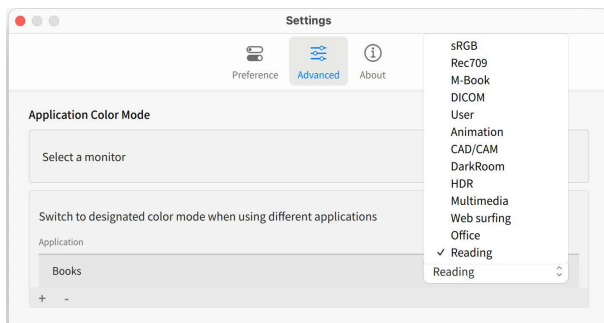 Settings
Preference
Advanced
About
Application Color Mode
Select a monitor
Switch to designated color mode when using different applications
Application
Books
+ -
sRGB
Rec709
M-Book
DICOM
User
Animation
CAD/CAM
DarkRoom
HDR
Multimedia
Web surfing
Office
✓ Reading
Reading